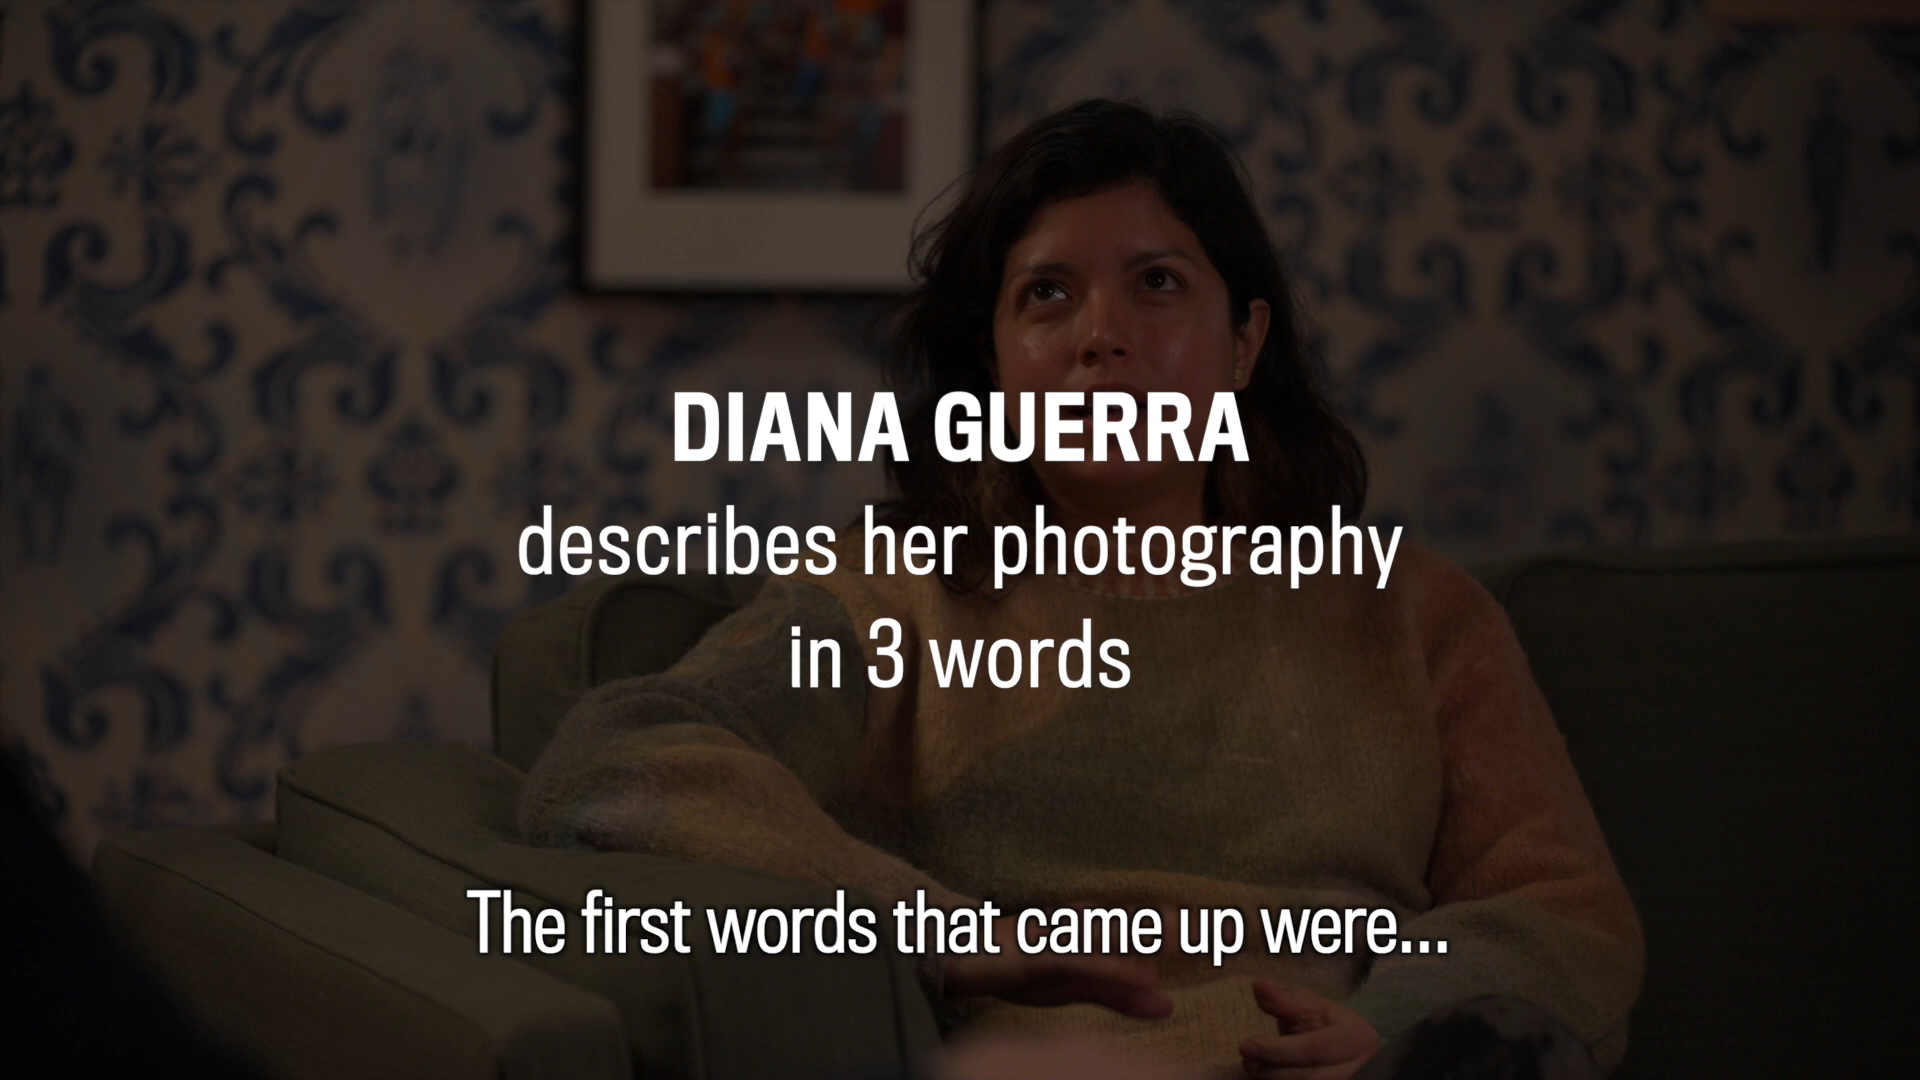 DIANA GUERRA
describes her photography
in 3 words
The first words that came up were...